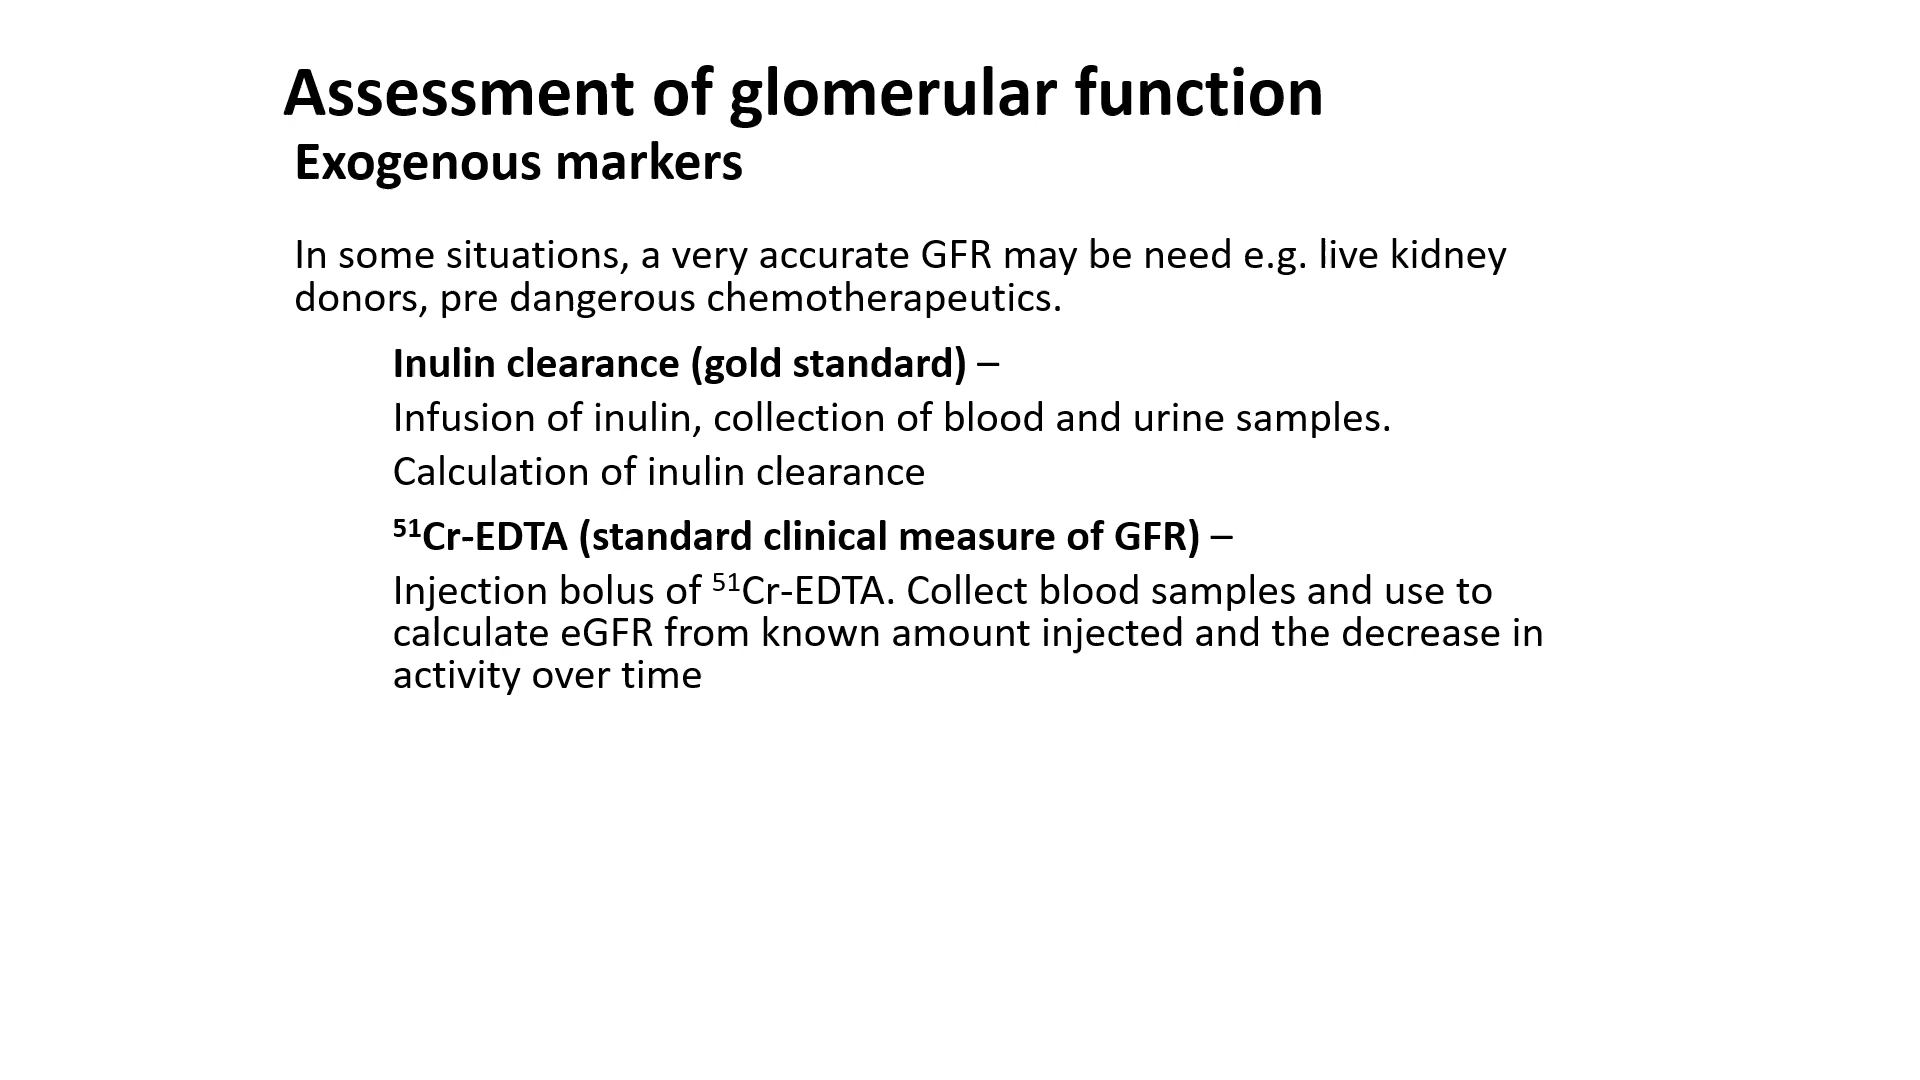 Assessment of glomerular function
Exogenous markers
In some situations, a very accurate GFR may be need e.g. live kidney
donors, pre dangerous chemotherapeutics.
Inulin clearance (gold standard) –
Infusion of inulin, collection of blood and urine samples.
Calculation of inulin clearance
⁵¹Cr-EDTA (standard clinical measure of GFR) –
Injection bolus of ⁵¹Cr-EDTA. Collect blood samples and use to
calculate eGFR from known amount injected and the decrease in
activity over time